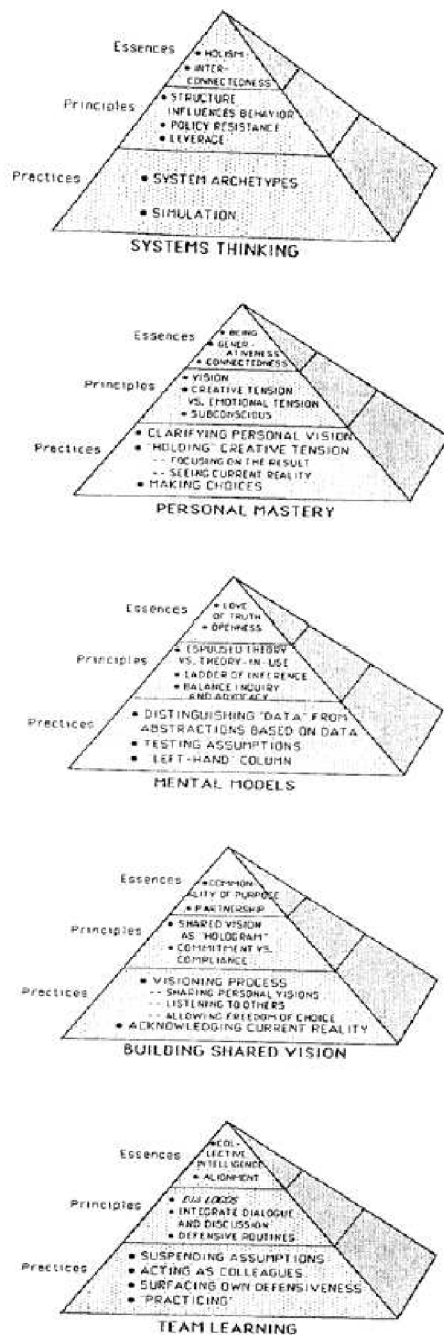 Essences
• HOLISM
• INTER-
CONNECTEDNESS
Principles
• STRUCTURE
INFLUENCES BEHAVIOR
• POLICY RESISTANCE
• LEVERAGE
Practices
• SYSTEM ARCHETYPES
• SIMULATION
SYSTEMS THINKING
Essences
• BEING
• GENER-
ATIVENESS
• CONNECTEDNESS
Principles
• VISION
• CREATIVE TENSION
VS. EMOTIONAL TENSION
• SUBCONSCIOUS
Practices
• CLARIFYING PERSONAL VISION
• "HOLDING" CREATIVE TENSION
-- FOCUSING ON THE RESULT
-- SEEING CURRENT REALITY
• MAKING CHOICES
PERSONAL MASTERY
Essences
• LOVE
OF TRUTH
• OPENNESS
Principles
• ESPOUSED THEORY
VS. THEORY-IN-USE
• LADDER OF INFERENCE
• BALANCE INQUIRY
AND ADVOCACY
Practices
• DISTINGUISHING "DATA" FROM
ABSTRACTIONS BASED ON DATA
• TESTING ASSUMPTIONS
• "LEFT-HAND" COLUMN
MENTAL MODELS
Essences
• COMMON-
ALITY OF PURPOSE
• PARTNERSHIP
Principles
• SHARED VISION
AS "HOLOGRAM"
• COMMITMENT VS.
COMPLIANCE
Practices
• VISIONING PROCESS
-- SHARING PERSONAL VISIONS
-- LISTENING TO OTHERS
-- ALLOWING FREEDOM OF CHOICE
• ACKNOWLEDGING CURRENT REALITY
BUILDING SHARED VISION
Essences
• COL-
LECTIVE
INTELLIGENCE
• ALIGNMENT
Principles
• DIA LOGOS
• INTEGRATE DIALOGUE
AND DISCUSSION
• DEFENSIVE ROUTINES
Practices
• SUSPENDING ASSUMPTIONS
• ACTING AS COLLEAGUES
• SURFACING OWN DEFENSIVENESS
• "PRACTICING"
TEAM LEARNING